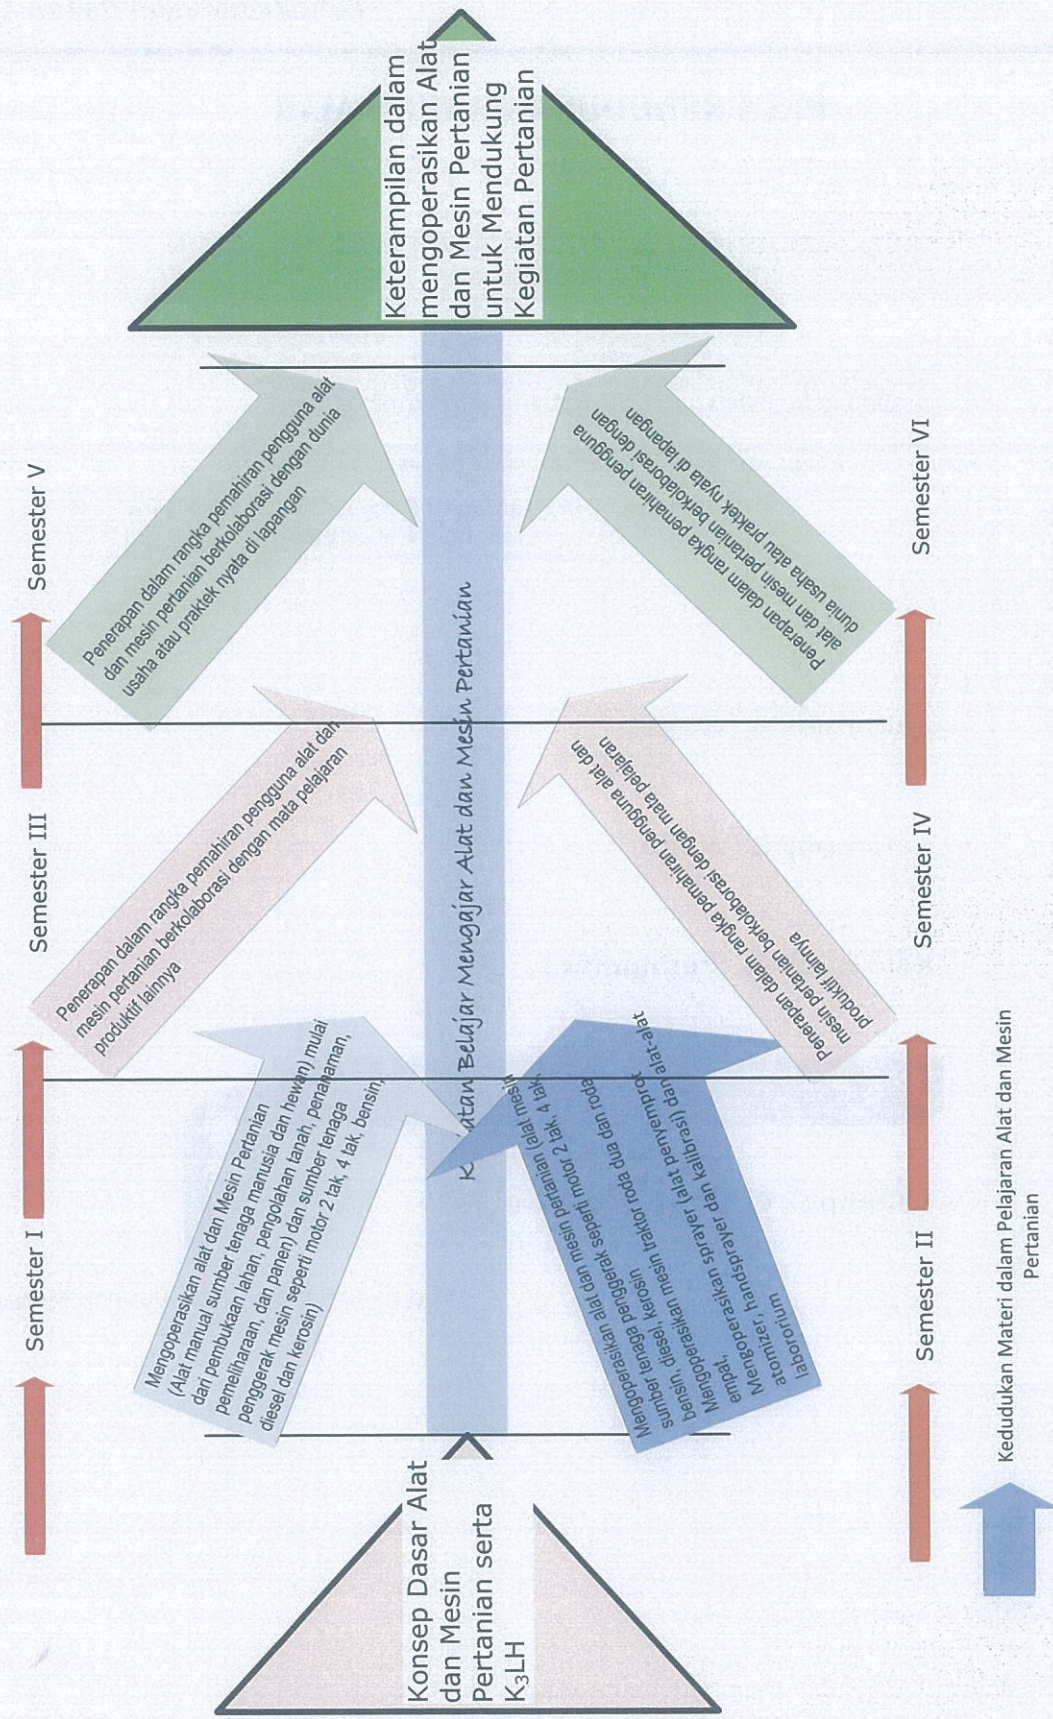 Semester I
Semester III
Semester V
Konsep Dasar Alat
dan Mesin
Pertanian serta
K₃LH
Mengoperasikan alat dan Mesin Pertanian
(Alat manual sumber tenaga manusia dan hewan) mulai
dari pembukaan lahan, pengolahan tanah, penanaman,
pemeliharaan, dan panen) dan sumber tenaga
penggerak mesin seperti motor 2 tak, 4 tak, bensin,
diesel dan kerosin)
Penerapan dalam rangka pemahiran pengguna alat dan
mesin pertanian berkolaborasi dengan mata pelajaran
produktif lainnya
Penerapan dalam rangka pemahiran pengguna alat
dan mesin pertanian berkolaborasi dengan dunia
usaha atau praktek nyata di lapangan
atan Belajar Mengajar Alat dan Mesin Pertanian
Keterampilan dalam
mengoperasikan Alat
dan Mesin Pertanian
untuk Mendukung
Kegiatan Pertanian
Mengoperasikan alat dan mesin pertanian (alat mesin
sumber tenaga penggerak seperti motor 2 tak, 4 tak,
bensin, diesel, kerosin
Mengoperasikan mesin traktor roda dua dan roda
empat,
Mengoperasikan sprayer (alat penyemprot
atomizer, handsprayer dan kalibrasi) dan alat-alat
labororium
Penerapan dalam rangka pemahiran pengguna alat dan
mesin pertanian berkolaborasi dengan mata pelajaran
produktif lainnya
Penerapan dalam rangka pemahiran pengguna
alat dan mesin pertanian berkolaborasi dengan
dunia usaha atau praktek nyata di lapangan
Semester II
Semester IV
Semester VI
Kedudukan Materi dalam Pelajaran Alat dan Mesin
Pertanian